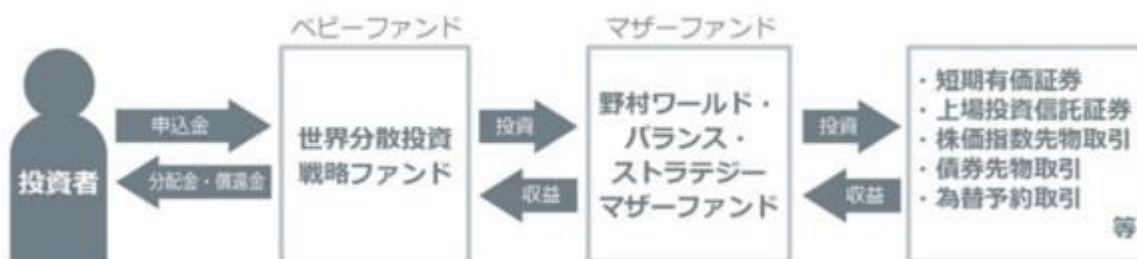 ベビーファンド
マザーファンド
投資者
申込金
分配金・償還金
世界分散投資
戦略ファンド
投資
収益
野村ワールド・
バランス・
ストラテジー
マザーファンド
投資
収益
・短期有価証券
・上場投資信託証券
・株価指数先物取引
・債券先物取引
・為替予約取引
等